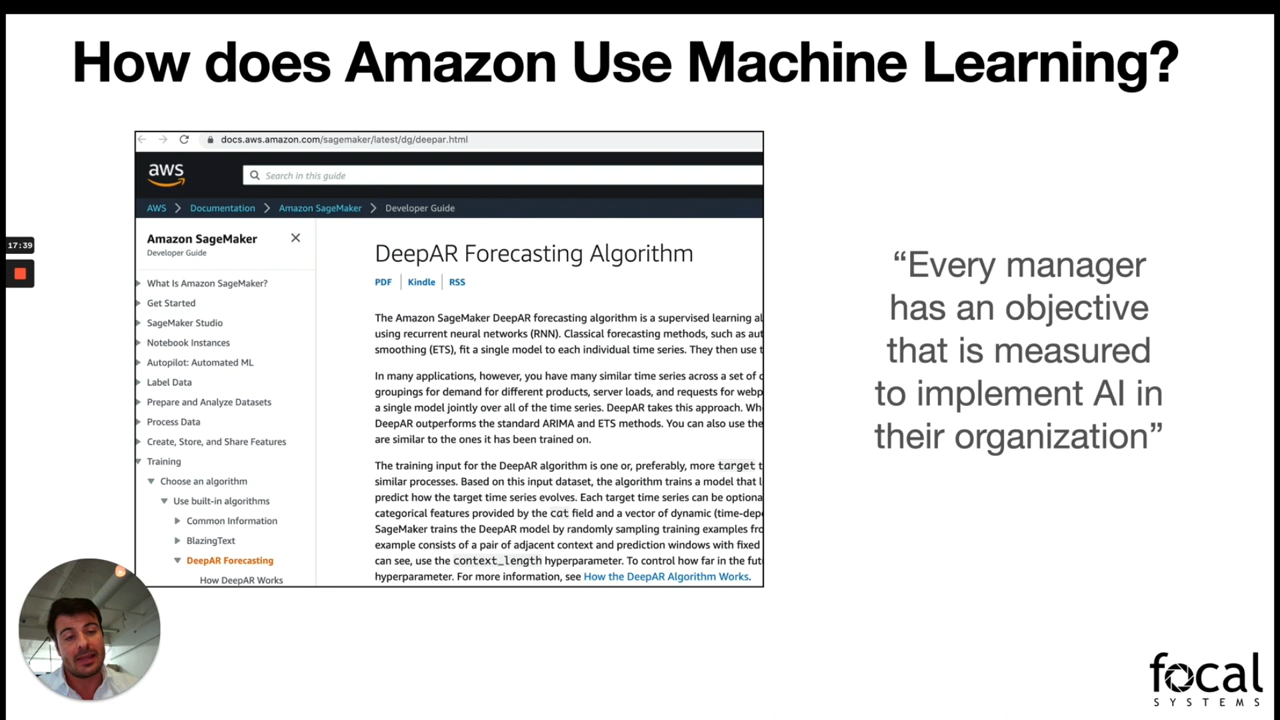 How does Amazon Use Machine Learning?
docs.aws.amazon.com/sagemaker/latest/dg/deepar.html
aws
Search in this guide
AWS > Documentation > Amazon SageMaker > Developer Guide
Amazon SageMaker
Developer Guide
What Is Amazon SageMaker?
Get Started
SageMaker Studio
Notebook Instances
Autopilot: Automated ML
Label Data
Prepare and Analyze Datasets
Process Data
Create, Store, and Share Features
Training
Choose an algorithm
Use built-in algorithms
Common Information
BlazingText
DeepAR Forecasting
How DeepAR Works
DeepAR Forecasting Algorithm
PDF | Kindle | RSS
The Amazon SageMaker DeepAR forecasting algorithm is a supervised learning al
using recurrent neural networks (RNN). Classical forecasting methods, such as aut
smoothing (ETS), fit a single model to each individual time series. They then use t
In many applications, however, you have many similar time series across a set of c
groupings for demand for different products, server loads, and requests for webp
a single model jointly over all of the time series. DeepAR takes this approach. Wh
DeepAR outperforms the standard ARIMA and ETS methods. You can also use the
are similar to the ones it has been trained on.
The training input for the DeepAR algorithm is one or, preferably, more target t
similar processes. Based on this input dataset, the algorithm trains a model that l
predict how the target time series evolves. Each target time series can be optiona
categorical features provided by the cat field and a vector of dynamic (time-depe
SageMaker trains the DeepAR model by randomly sampling training examples fro
example consists of a pair of adjacent context and prediction windows with fixed
can see, use the context_length hyperparameter. To control how far in the fut
hyperparameter. For more information, see How the DeepAR Algorithm Works.
“Every manager
has an objective
that is measured
to implement AI in
their organization”
17:39
focal
SYSTEMS